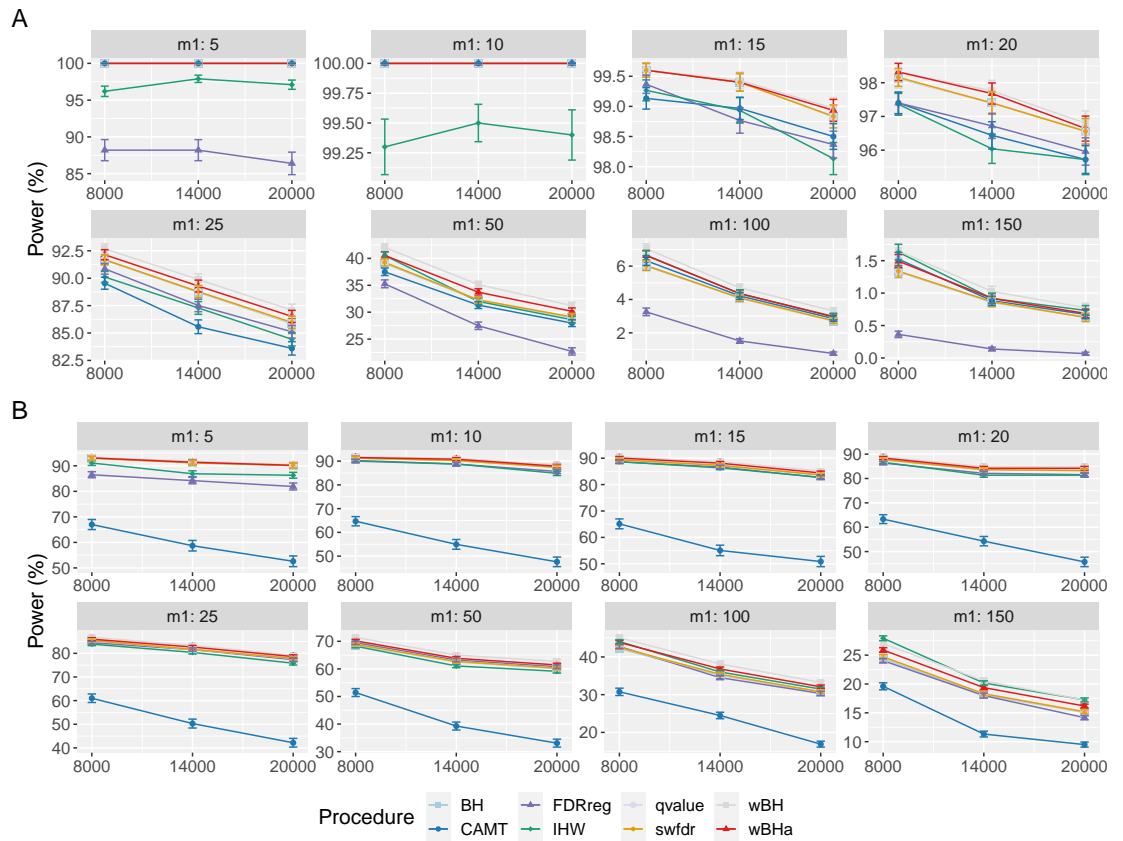 A
m1: 5 m1: 10 m1: 15 m1: 20
100 100.00 99.5 98
95 99.75 99.0 97
90 99.50 98.5 96
85 99.25 98.0
8000 14000 20000 8000 14000 20000 8000 14000 20000 8000 14000 20000
Power (%)
m1: 25 m1: 50 m1: 100 m1: 150
92.5 40 6 1.5
90.0 35 4 1.0
87.5 30 2 0.5
85.0 25 0.0
82.5
8000 14000 20000 8000 14000 20000 8000 14000 20000 8000 14000 20000
B
m1: 5 m1: 10 m1: 15 m1: 20
90 90 90 90
80 80 80 80
70 70 70 70
60 60 60 60
50 50 50 50
8000 14000 20000 8000 14000 20000 8000 14000 20000 8000 14000 20000
Power (%)
m1: 25 m1: 50 m1: 100 m1: 150
80 70 40 25
70 60 30 20
60 50 20 15
50 40 10
40 30
8000 14000 20000 8000 14000 20000 8000 14000 20000 8000 14000 20000
Procedure
BH FDRreg qvalue wBH
CAMT IHW swfdr wBHa